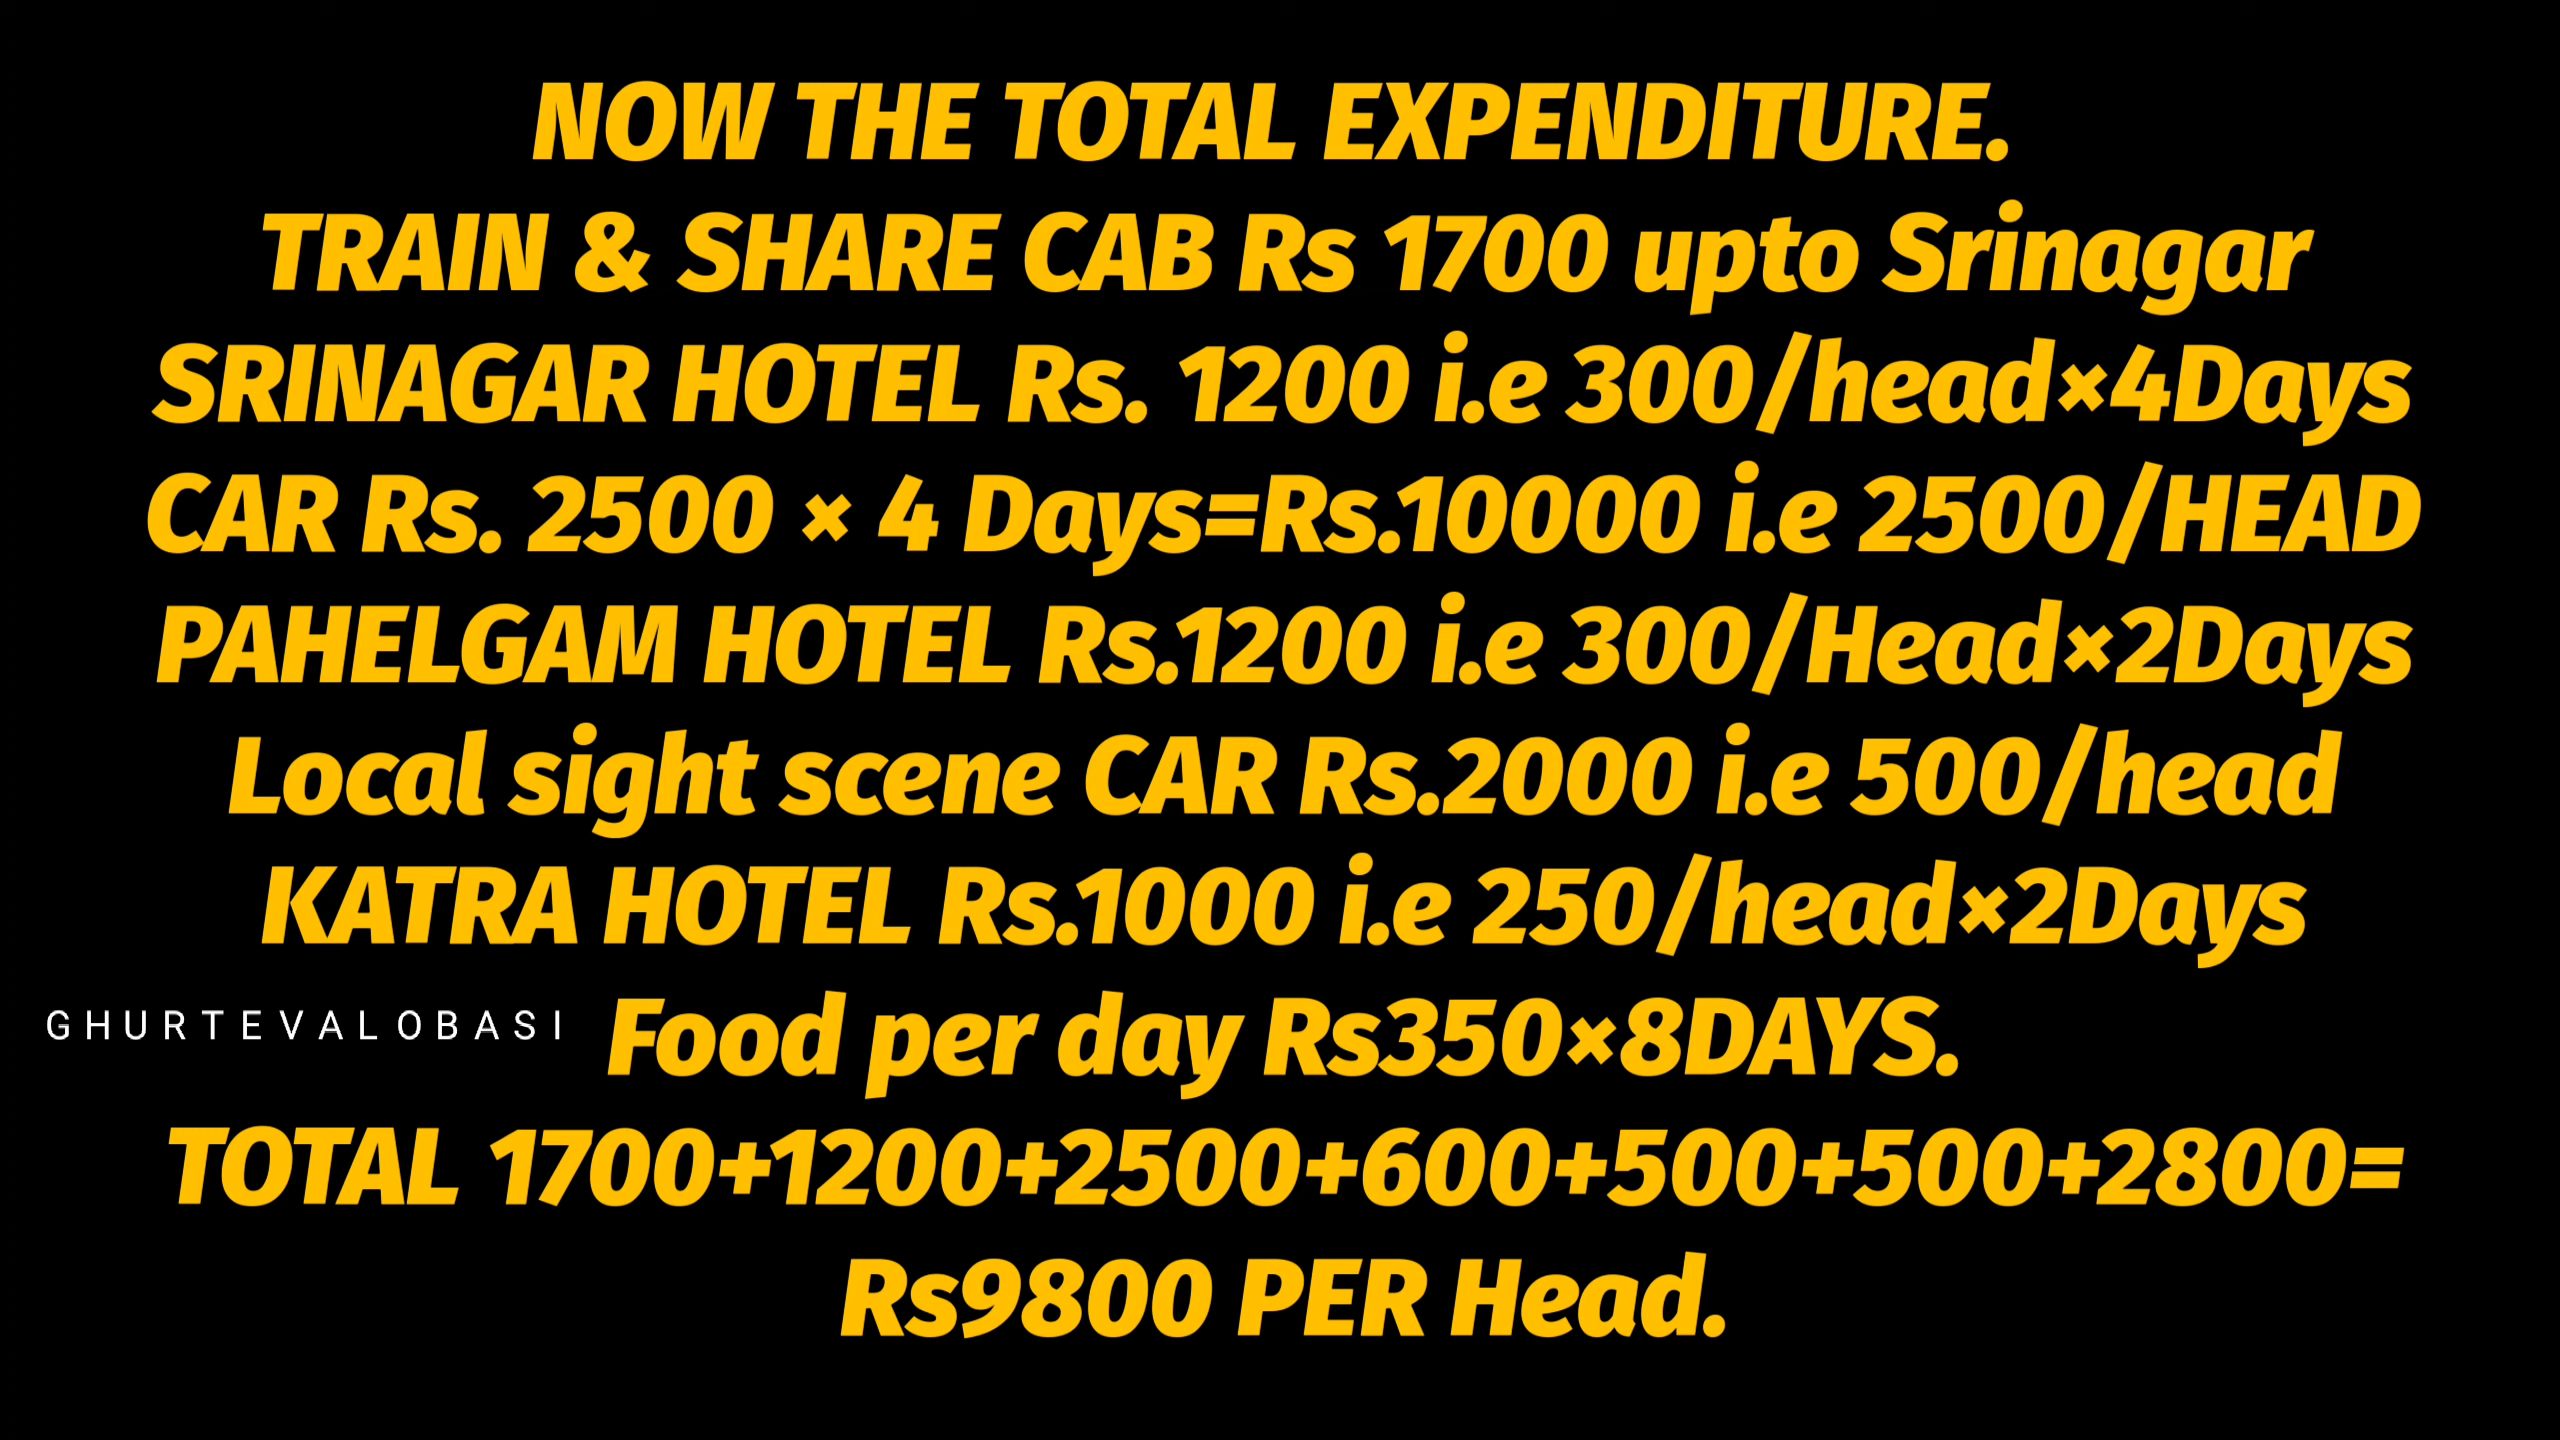 NOW THE TOTAL EXPENDITURE.
TRAIN & SHARE CAB Rs 1700 upto Srinagar
SRINAGAR HOTEL Rs. 1200 i.e 300/head×4Days
CAR Rs. 2500 × 4 Days=Rs.10000 i.e 2500/HEAD
PAHELGAM HOTEL Rs.1200 i.e 300/Head×2Days
Local sight scene CAR Rs.2000 i.e 500/head
KATRA HOTEL Rs.1000 i.e 250/head×2Days
GHURTEVALOBASI
Food per day Rs350×8DAYS.
TOTAL 1700+1200+2500+600+500+500+2800=
Rs9800 PER Head.